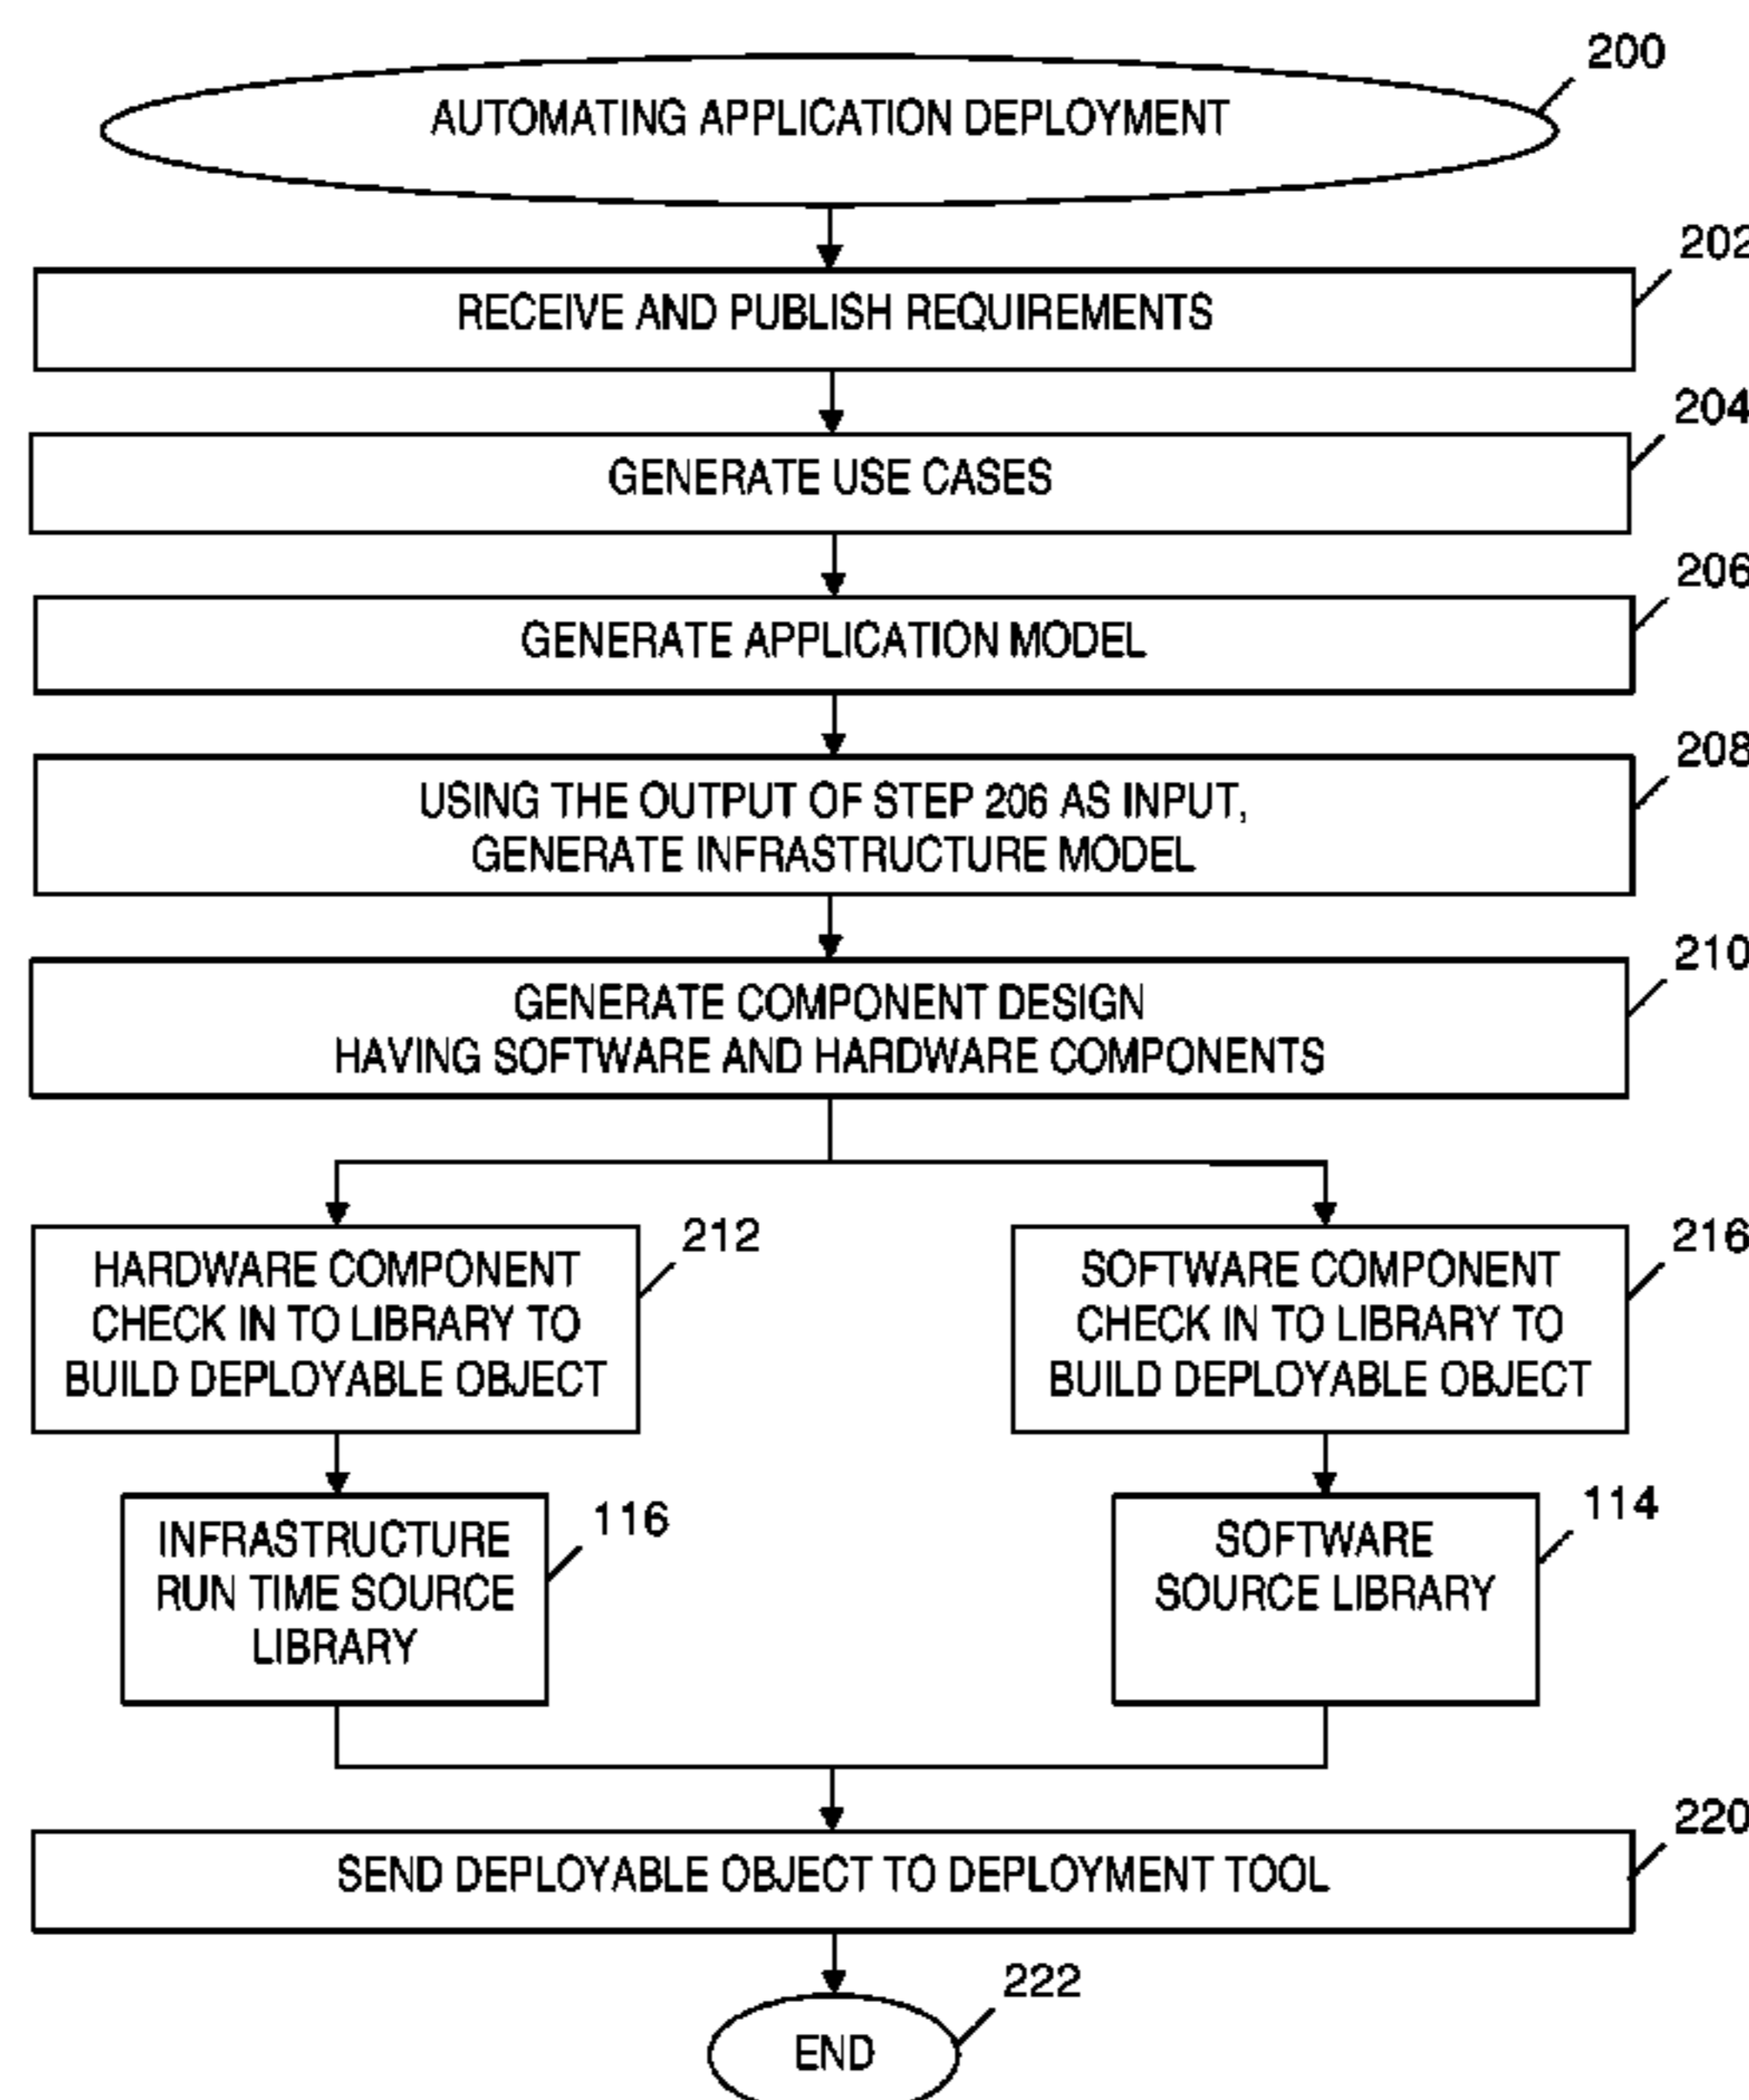 200
AUTOMATING APPLICATION DEPLOYMENT
202
RECEIVE AND PUBLISH REQUIREMENTS
204
GENERATE USE CASES
206
GENERATE APPLICATION MODEL
208
USING THE OUTPUT OF STEP 206 AS INPUT,
GENERATE INFRASTRUCTURE MODEL
210
GENERATE COMPONENT DESIGN
HAVING SOFTWARE AND HARDWARE COMPONENTS
212
HARDWARE COMPONENT
CHECK IN TO LIBRARY TO
BUILD DEPLOYABLE OBJECT
216
SOFTWARE COMPONENT
CHECK IN TO LIBRARY TO
BUILD DEPLOYABLE OBJECT
116
INFRASTRUCTURE
RUN TIME SOURCE
LIBRARY
114
SOFTWARE
SOURCE LIBRARY
220
SEND DEPLOYABLE OBJECT TO DEPLOYMENT TOOL
222
END